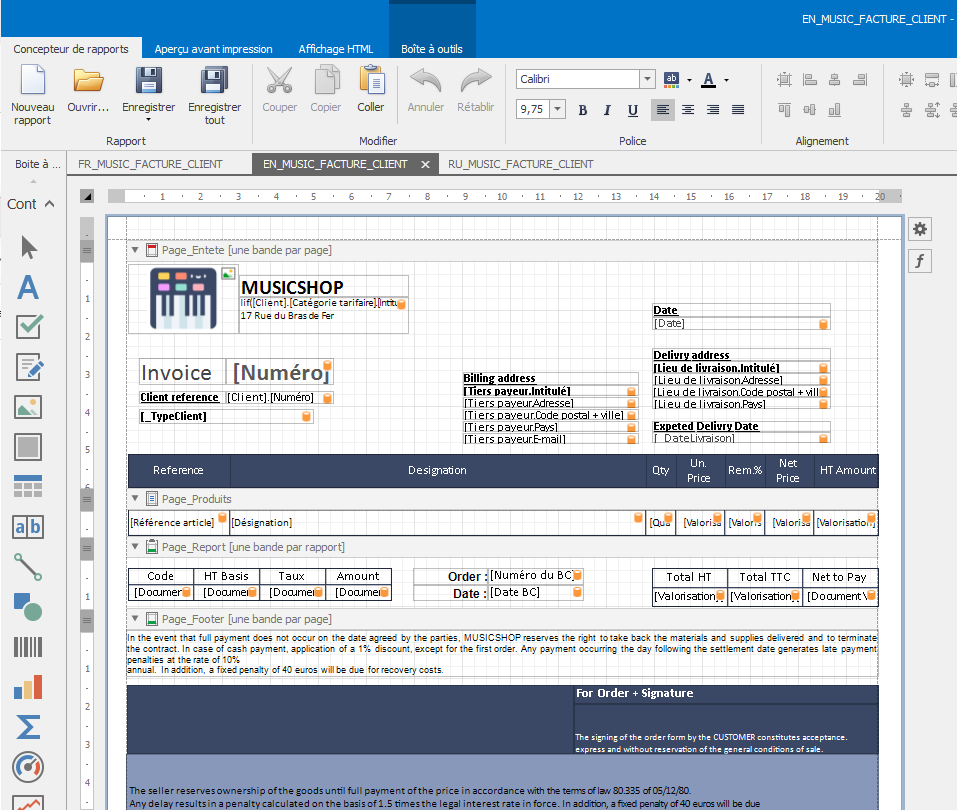 EN_MUSIC_FACTURE_CLIENT -
Concepteur de rapports Aperçu avant impression Affichage HTML Boîte à outils
Nouveau rapport Ouvrir... Enregistrer Enregistrer tout Couper Copier Coller Annuler Rétablir
Calibri
9,75 B I U
Rapport Modifier Police Alignement
Boite à ... FR_MUSIC_FACTURE_CLIENT EN_MUSIC_FACTURE_CLIENT × RU_MUSIC_FACTURE_CLIENT
Cont
1 2 3 4 5 6 7 8 9 10 11 12 13 14 15 16 17 18 19 20
Page_Entete [une bande par page]
MUSICSHOP
Iif([Client].[Catégorie tarifaire].[Intitu
17 Rue du Bras de Fer
Date
[Date]
Delivry address
[Lieu de livraison.Intitulé]
[Lieu de livraison.Adresse]
[Lieu de livraison.Code postal + vill
[Lieu de livraison.Pays]
Invoice [Numéro]
Client reference [Client].[Numéro]
[_TypeClient]
Billing address
[Tiers payeur.Intitulé]
[Tiers payeur.Adresse]
[Tiers payeur.Code postal + ville]
[Tiers payeur.Pays]
[Tiers payeur.E-mail]
Expeted Delivry Date
[_DateLivraison]
Reference Designation Qty Un. Price Rem.% Net Price HT Amount
Page_Produits
[Référence article] [Désignation] [Qua [Valorisa [Valoris [Valorisa [Valorisation]
Page_Report [une bande par rapport]
Code HT Basis Taux Amount
[Documen [Documen [Documen [Documen
Order : [Numéro du BC]
Date : [Date BC]
Total HT Total TTC Net to Pay
[Valorisation] [Valorisation] [Document V
Page_Footer [une bande par page]
In the event that full payment does not occur on the date agreed by the parties, MUSICSHOP reserves the right to take back the materials and supplies delivered and to terminate
the contract. In case of cash payment, application of a 1% discount, except for the first order. Any payment occurring the day following the settlement date generates late payment
penalties at the rate of 10%
annual. In addition, a fixed penalty of 40 euros will be due for recovery costs.
For Order + Signature
The signing of the order form by the CUSTOMER constitutes acceptance.
express and without reservation of the general conditions of sale.
The seller reserves ownership of the goods until full payment of the price in accordance with the terms of law 80.335 of 05/12/80.
Any delay results in a penalty calculated on the basis of 1.5 times the legal interest rate in force. In addition, a fixed penalty of 40 euros will be due